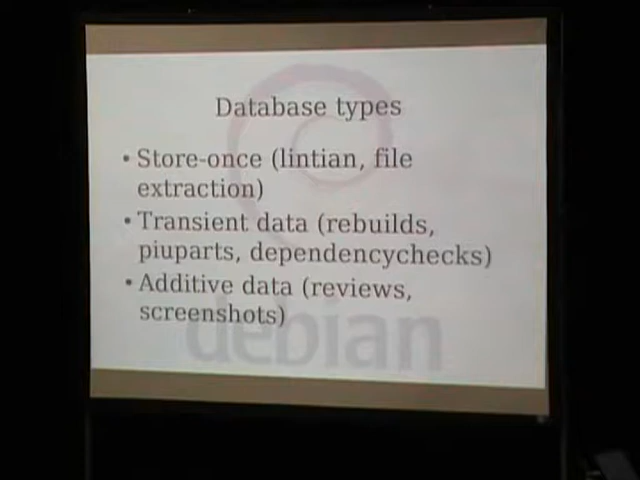 Database types
• Store-once (lintian, file
extraction)
• Transient data (rebuilds,
piuparts, dependencychecks)
• Additive data (reviews,
screenshots)
debian